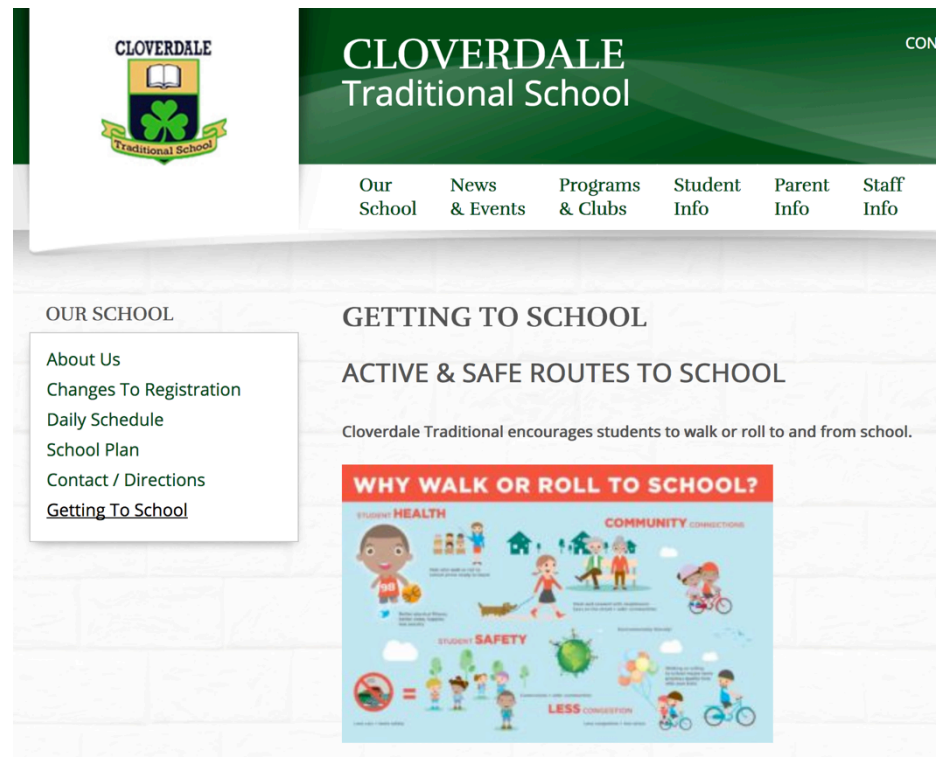 CLOVERDALE
Traditional School
CLOVERDALE
Traditional School
CON
Our School
News & Events
Programs & Clubs
Student Info
Parent Info
Staff Info
OUR SCHOOL
About Us
Changes To Registration
Daily Schedule
School Plan
Contact / Directions
Getting To School
GETTING TO SCHOOL
ACTIVE & SAFE ROUTES TO SCHOOL
Cloverdale Traditional encourages students to walk or roll to and from school.
WHY WALK OR ROLL TO SCHOOL?
STUDENT HEALTH
COMMUNITY CONNECTIONS
98
STUDENT SAFETY
LESS CONGESTION